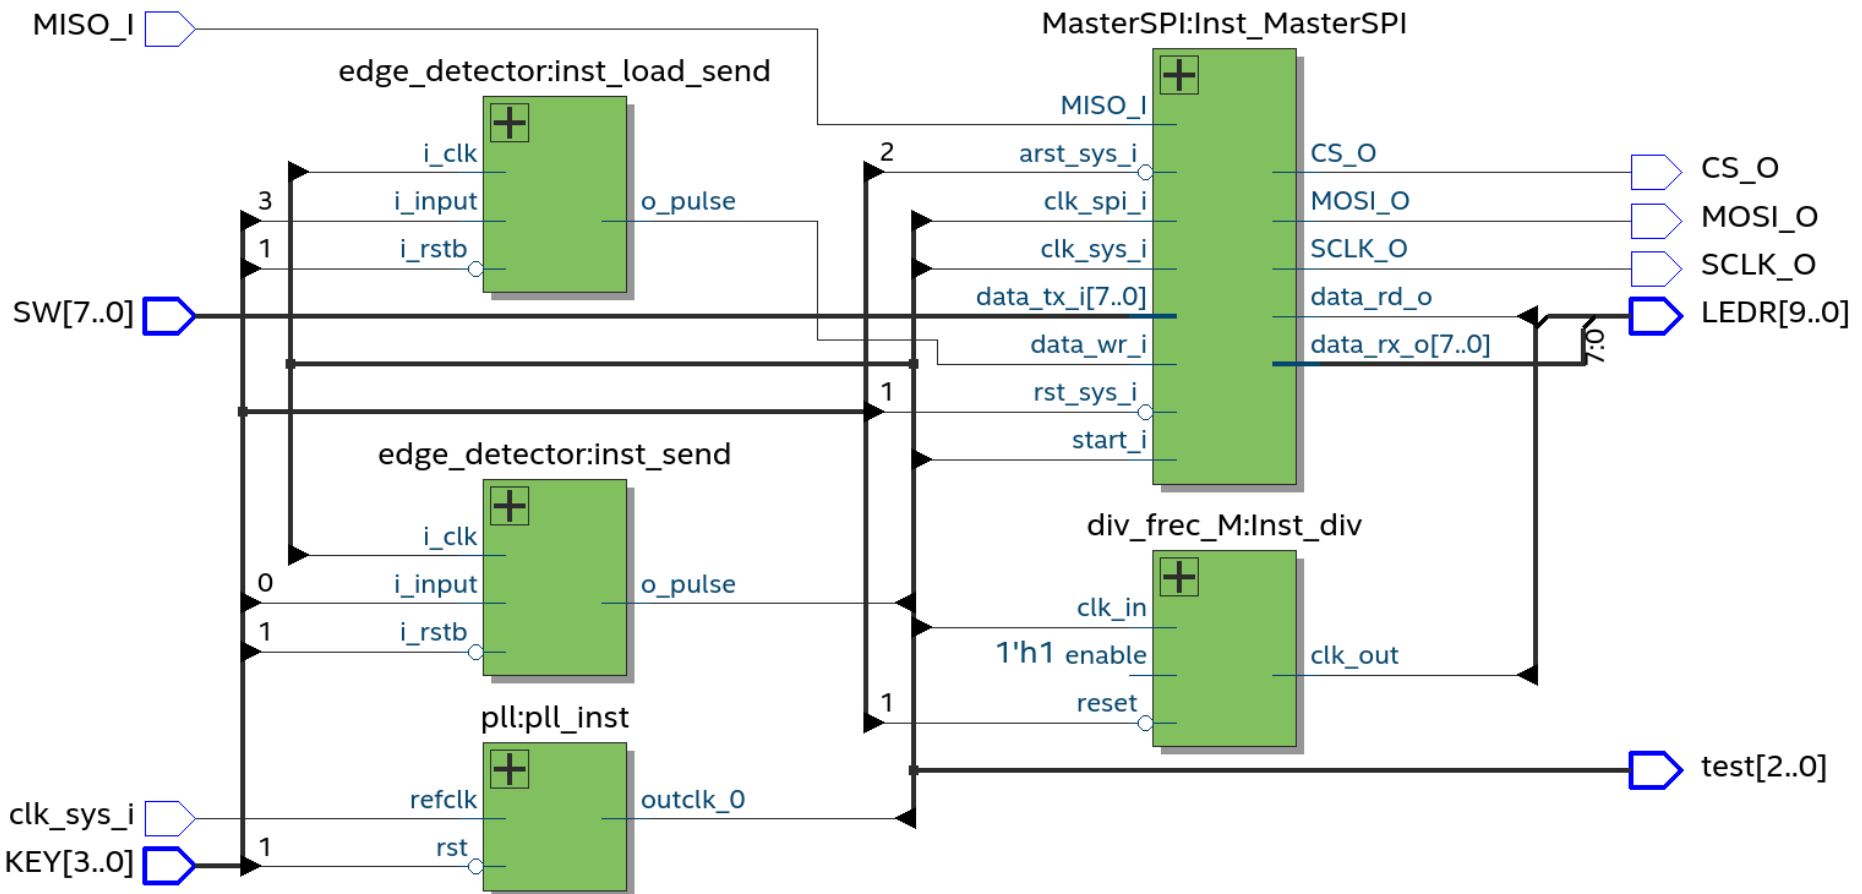 MISO_I
MasterSPI:Inst_MasterSPI
edge_detector:inst_load_send
MISO_I
i_clk
2
arst_sys_i
CS_O
CS_O
3
i_input
o_pulse
clk_spi_i
MOSI_O
MOSI_O
1
i_rstb
clk_sys_i
SCLK_O
SCLK_O
SW[7..0]
data_tx_i[7..0]
data_rd_o
LEDR[9..0]
data_wr_i
data_rx_o[7..0]
7:0
1
rst_sys_i
start_i
edge_detector:inst_send
div_frec_M:Inst_div
i_clk
0
i_input
o_pulse
clk_in
1
i_rstb
1'h1
enable
clk_out
1
reset
pll:pll_inst
test[2..0]
clk_sys_i
refclk
outclk_0
KEY[3..0]
1
rst